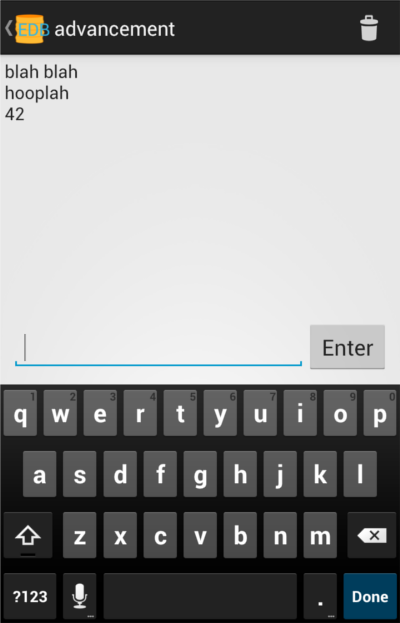 EDB advancement
blah blah
hooplah
42
Enter
1 2 3 4 5 6 7 8 9 0
q w e r t y u i o p
a s d f g h j k l
z x c v b n m
?123 ... . ... Done